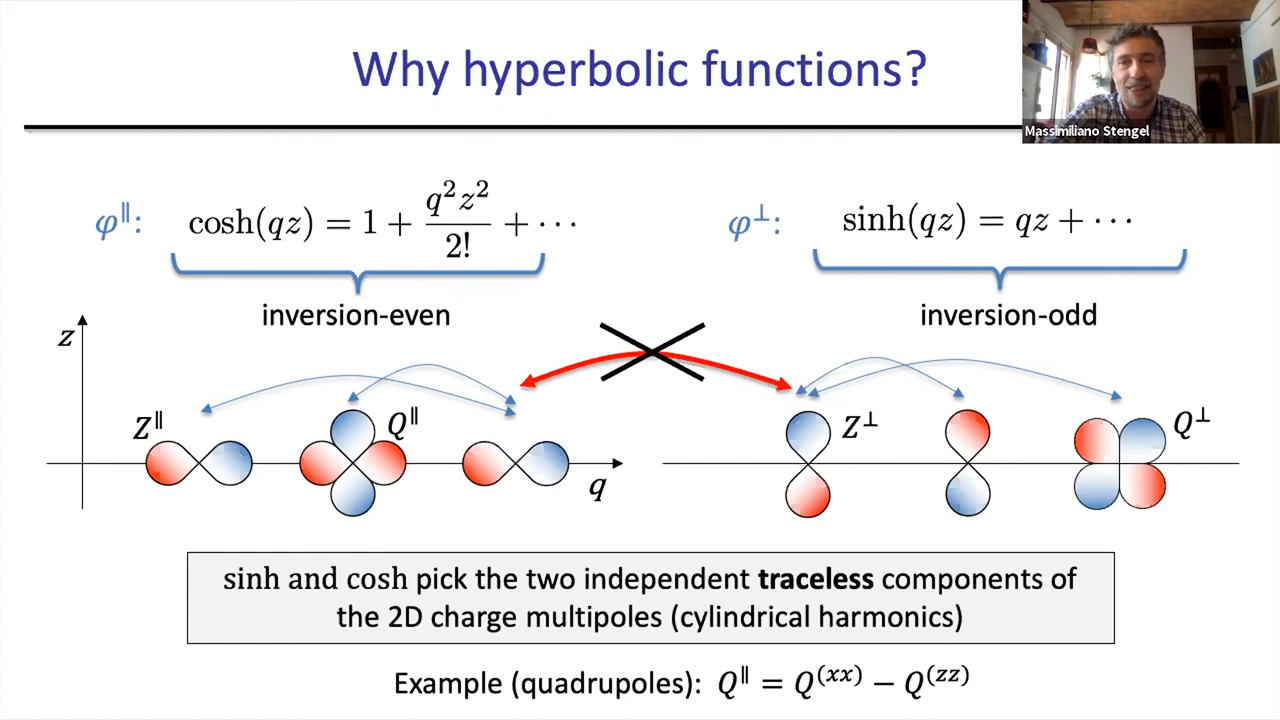 Why hyperbolic functions?
Massimiliano Stengel
φ∥: cosh(qz) = 1 + q²z²/2! + ···
φ⊥: sinh(qz) = qz + ···
inversion-even
inversion-odd
z
Z∥
Q∥
q
Z⊥
Q⊥
sinh and cosh pick the two independent traceless components of
the 2D charge multipoles (cylindrical harmonics)
Example (quadrupoles): Q∥ = Q⁽ˣˣ⁾ − Q⁽ᶻᶻ⁾